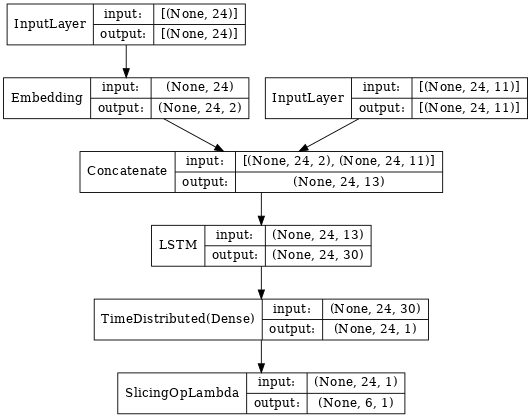 InputLayer input: [(None, 24)]
output: [(None, 24)]
Embedding input: (None, 24)
output: (None, 24, 2)
InputLayer input: [(None, 24, 11)]
output: [(None, 24, 11)]
Concatenate input: [(None, 24, 2), (None, 24, 11)]
output: (None, 24, 13)
LSTM input: (None, 24, 13)
output: (None, 24, 30)
TimeDistributed(Dense) input: (None, 24, 30)
output: (None, 24, 1)
SlicingOpLambda input: (None, 24, 1)
output: (None, 6, 1)